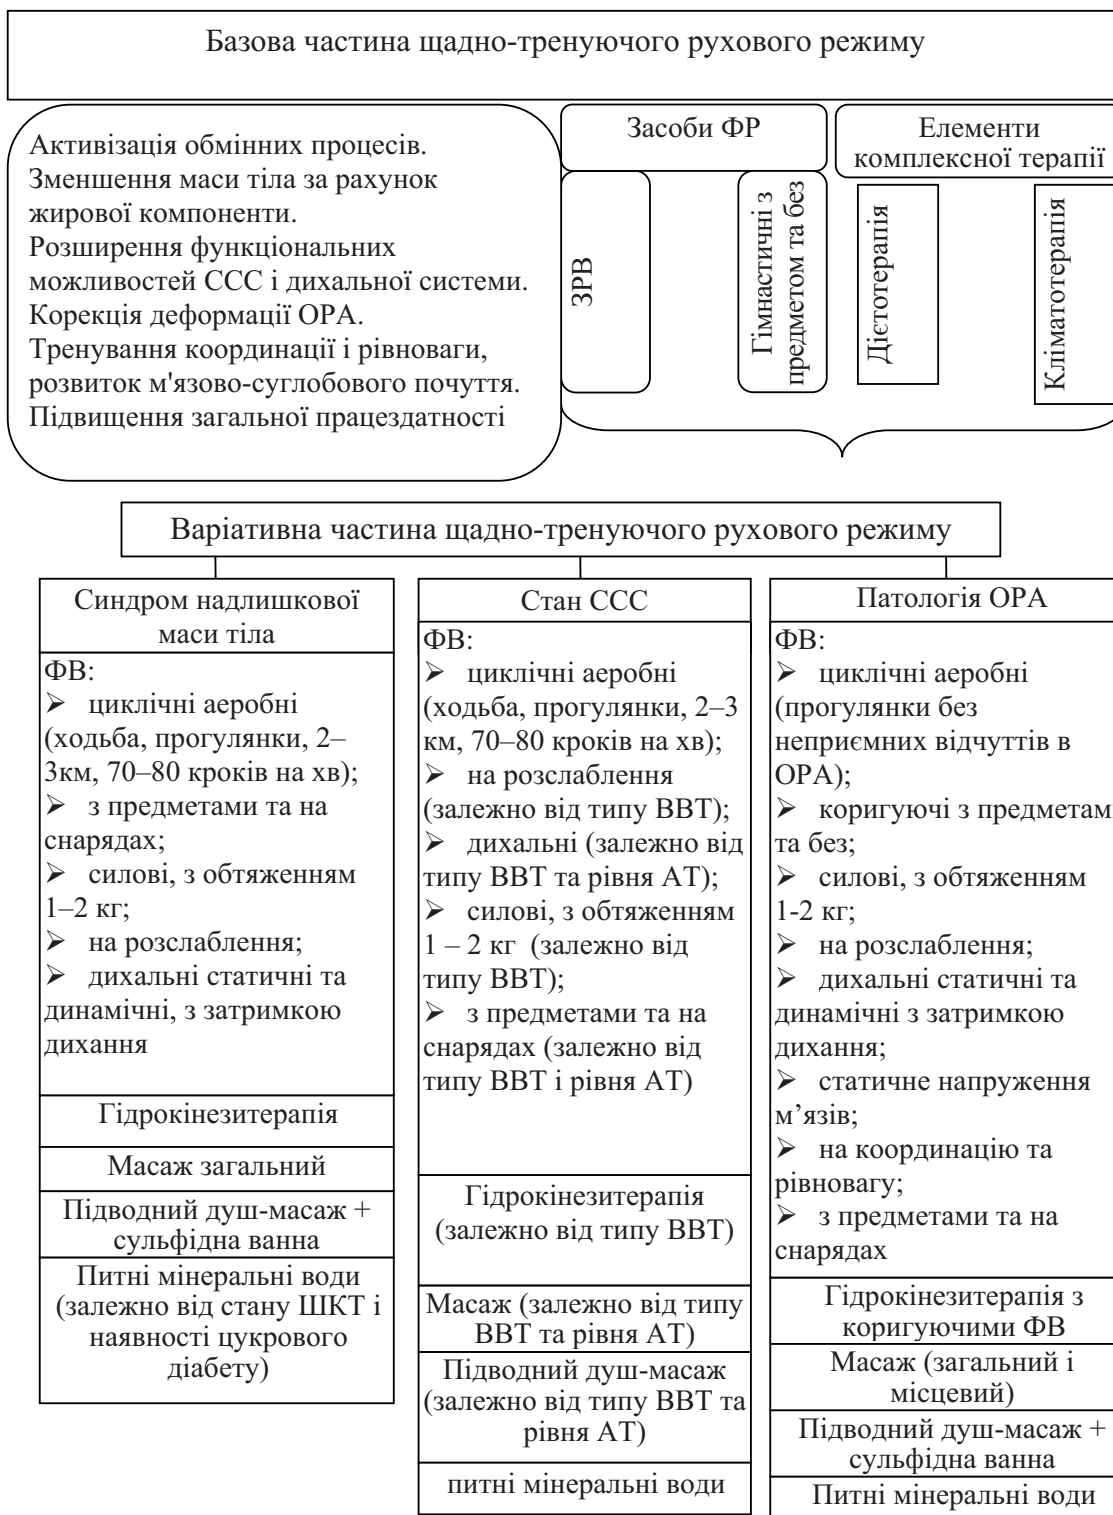 Базова частина щадно-тренуючого рухового режиму
Активізація обмінних процесів.
Зменшення маси тіла за рахунок
жирової компоненти.
Розширення функціональних
можливостей ССС і дихальної системи.
Корекція деформації ОРА.
Тренування координації і рівноваги,
розвиток м'язово-суглобового почуття.
Підвищення загальної працездатності
Засоби ФР
ЗРВ
Гімнастичні з
предметом та без
Елементи
комплексної терапії
Дієтотерапія
Кліматотерапія
Варіативна частина щадно-тренуючого рухового режиму
Синдром надлишкової
маси тіла
ФВ:
➢ циклічні аеробні
(ходьба, прогулянки, 2–
3км, 70–80 кроків на хв);
➢ з предметами та на
снарядах;
➢ силові, з обтяженням
1–2 кг;
➢ на розслаблення;
➢ дихальні статичні та
динамічні, з затримкою
дихання
Гідрокінезитерапія
Масаж загальний
Підводний душ-масаж +
сульфідна ванна
Питні мінеральні води
(залежно від стану ШКТ і
наявності цукрового
діабету)
Стан ССС
ФВ:
➢ циклічні аеробні
(ходьба, прогулянки, 2–3
км, 70–80 кроків на хв);
➢ на розслаблення
(залежно від типу ВВТ);
➢ дихальні (залежно від
типу ВВТ та рівня АТ);
➢ силові, з обтяженням
1 – 2 кг (залежно від
типу ВВТ);
➢ з предметами та на
снарядах (залежно від
типу ВВТ і рівня АТ)
Гідрокінезитерапія
(залежно від типу ВВТ)
Масаж (залежно від типу
ВВТ та рівня АТ)
Підводний душ-масаж
(залежно від типу ВВТ та
рівня АТ)
питні мінеральні води
Патологія ОРА
ФВ:
➢ циклічні аеробні
(прогулянки без
неприємних відчуттів в
ОРА);
➢ коригуючі з предметами
та без;
➢ силові, з обтяженням
1-2 кг;
➢ на розслаблення;
➢ дихальні статичні та
динамічні з затримкою
дихання;
➢ статичне напруження
м’язів;
➢ на координацію та
рівновагу;
➢ з предметами та на
снарядах
Гідрокінезитерапія з
коригуючими ФВ
Масаж (загальний і
місцевий)
Підводний душ-масаж +
сульфідна ванна
Питні мінеральні води